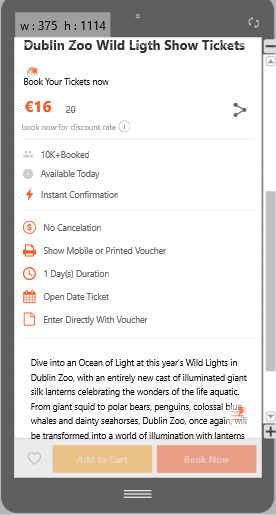 w : 375 h : 1114
Dublin Zoo Wild Ligth Show Tickets
Book Your Tickets now
€16 20
book now for discount rate i
10K+Booked
Available Today
Instant Confirmation
No Cancelation
Show Mobile or Printed Voucher
1 Day(s) Duration
Open Date Ticket
Enter Directly With Voucher
Dive into an Ocean of Light at this year's Wild Lights in
Dublin Zoo, with an entirely new cast of illuminated giant
silk lanterns celebrating the wonders of the life aquatic.
From giant squid to polar bears, penguins, colossal blue
whales and dainty seahorses, Dublin Zoo, once again, will
be transformed into a world of illumination with lanterns
Add to Cart
Book Now